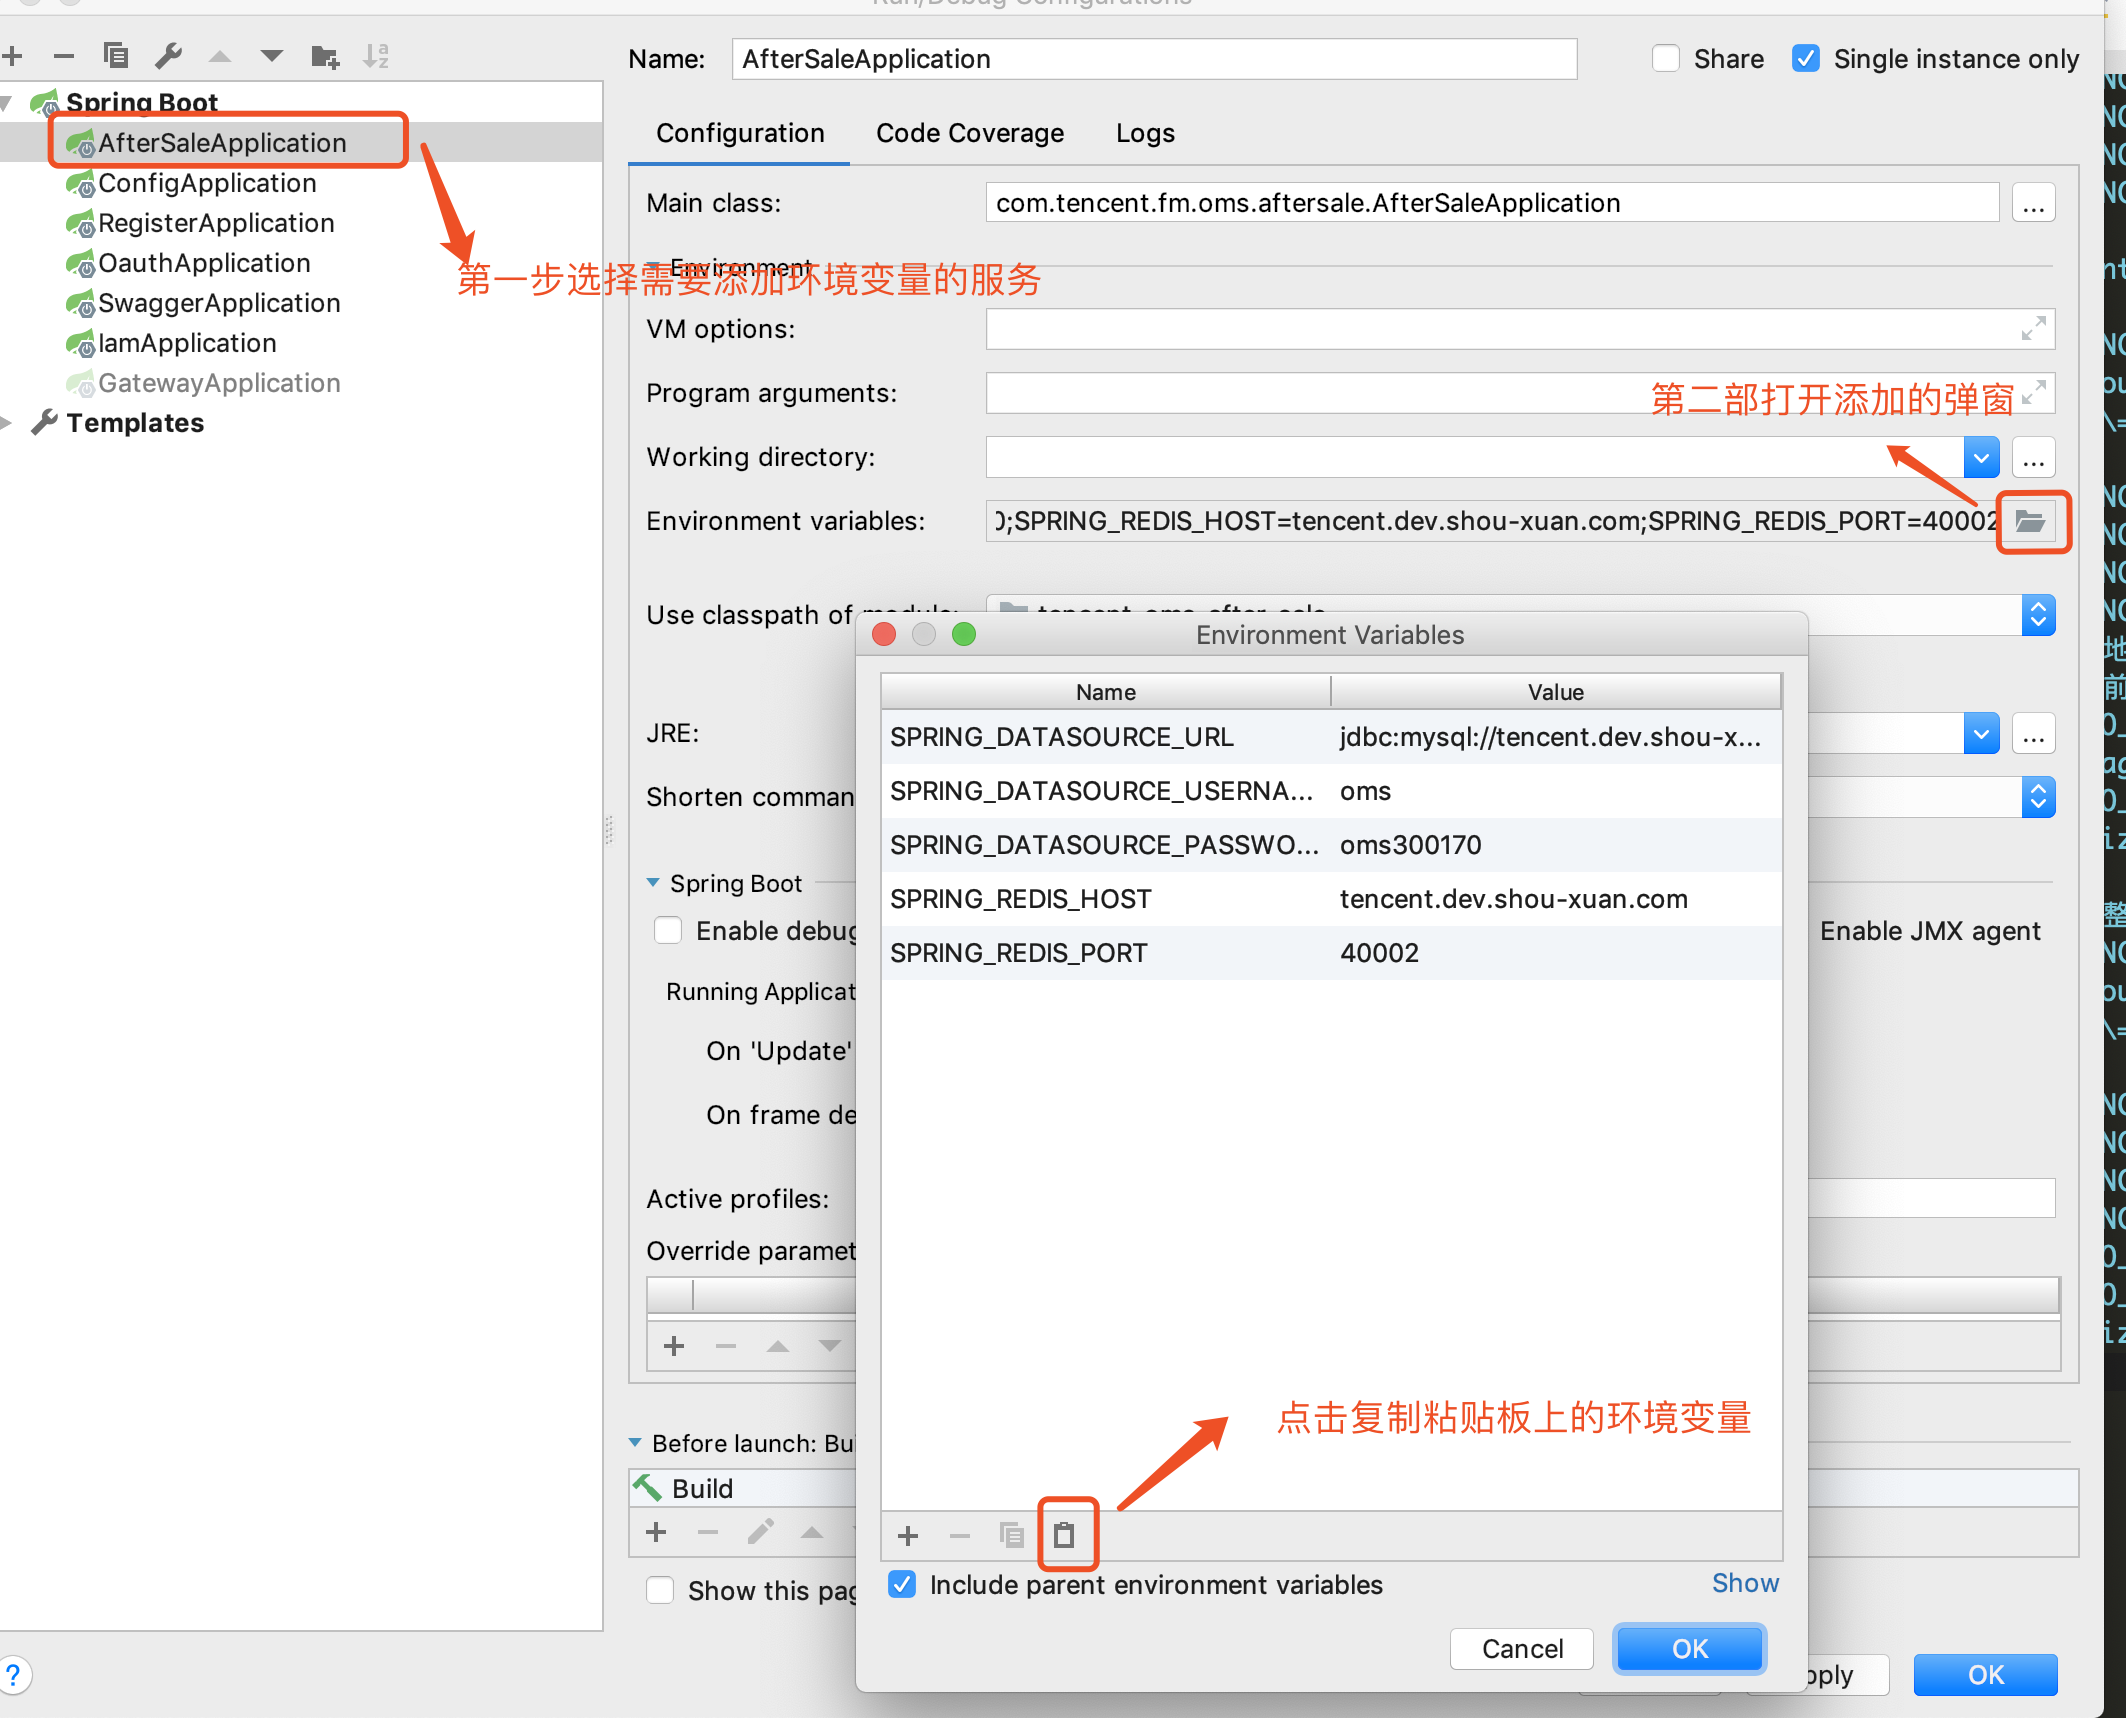 Run/Debug Configurations
Name:
AfterSaleApplication
Share
Single instance only
Spring Boot
AfterSaleApplication
ConfigApplication
RegisterApplication
OauthApplication
SwaggerApplication
IamApplication
GatewayApplication
Templates
Configuration
Code Coverage
Logs
Main class:
com.tencent.fm.oms.aftersale.AfterSaleApplication
...
Environment
第一步选择需要添加环境变量的服务
VM options:
Program arguments:
第二部打开添加的弹窗
Working directory:
...
Environment variables:
;SPRING_REDIS_HOST=tencent.dev.shou-xuan.com;SPRING_REDIS_PORT=40002
Use classpath of module:
Environment Variables
Name
Value
SPRING_DATASOURCE_URL
jdbc:mysql://tencent.dev.shou-x...
SPRING_DATASOURCE_USERNA...
oms
SPRING_DATASOURCE_PASSWO...
oms300170
SPRING_REDIS_HOST
tencent.dev.shou-xuan.com
SPRING_REDIS_PORT
40002
JRE:
...
Shorten comman
Spring Boot
Enable debug
Enable JMX agent
Running Applicat
On 'Update'
On frame de
Active profiles:
Override paramet
点击复制粘贴板上的环境变量
Before launch: Bui
Build
Show this pag
Include parent environment variables
Show
Cancel
OK
pply
OK
?